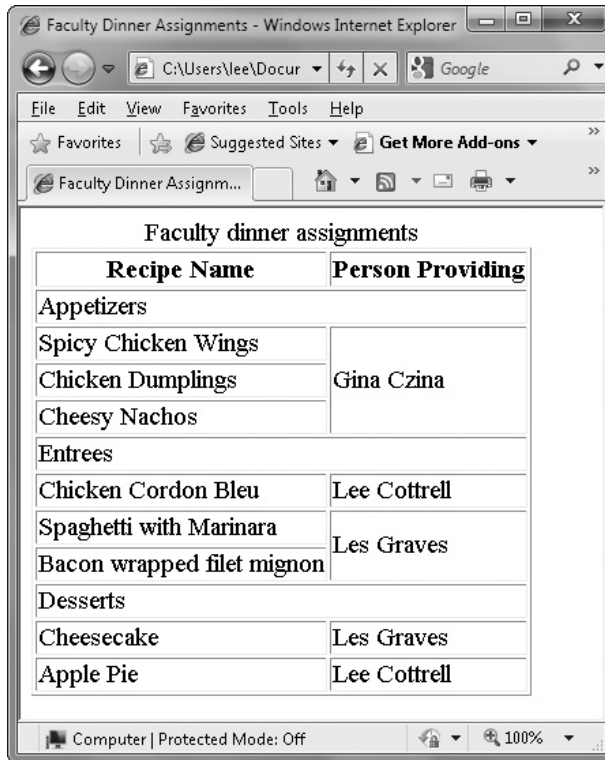 Faculty Dinner Assignments - Windows Internet Explorer
C:\Users\lee\Docur
Google
File Edit View Favorites Tools Help
Favorites Suggested Sites Get More Add-ons »
Faculty Dinner Assignm... »
Faculty dinner assignments
Recipe Name Person Providing
Appetizers
Spicy Chicken Wings
Chicken Dumplings Gina Czina
Cheesy Nachos
Entrees
Chicken Cordon Bleu Lee Cottrell
Spaghetti with Marinara Les Graves
Bacon wrapped filet mignon
Desserts
Cheesecake Les Graves
Apple Pie Lee Cottrell
Computer | Protected Mode: Off 100%